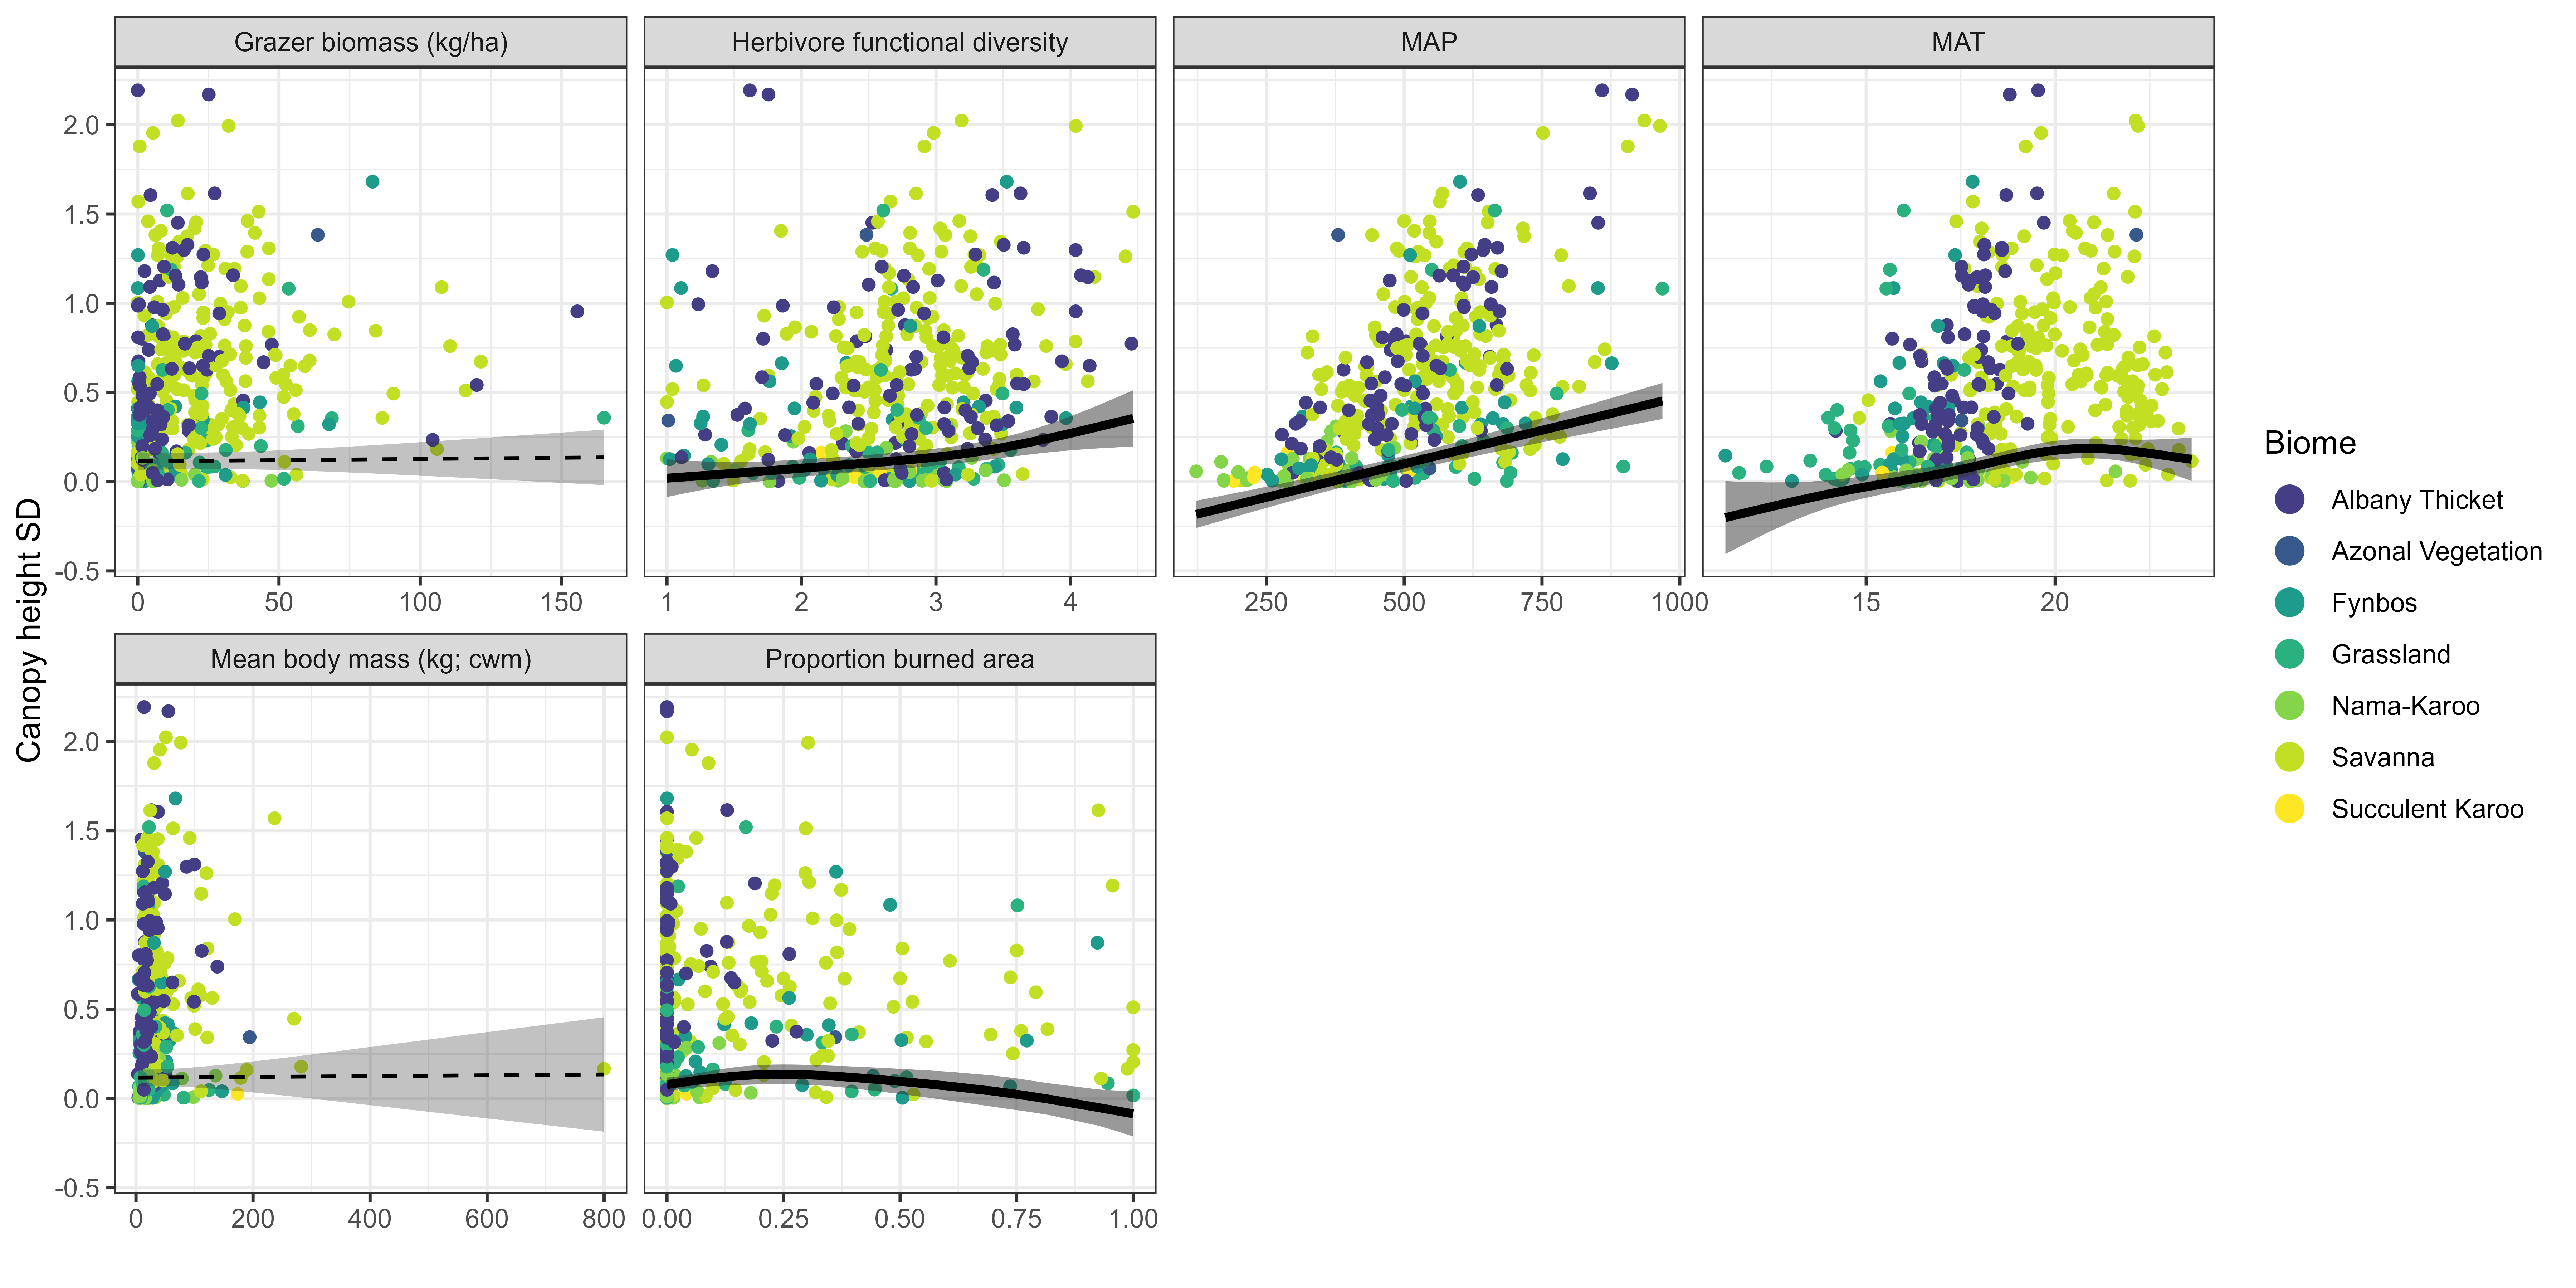 Grazer biomass (kg/ha)
Herbivore functional diversity
MAP
MAT
2.0
1.5
1.0
0.5
0.0
-0.5
0 50 100 150
1 2 3 4
250 500 750 1000
15 20
Canopy height SD
Mean body mass (kg; cwm)
Proportion burned area
2.0
1.5
1.0
0.5
0.0
-0.5
0 200 400 600 800
0.00 0.25 0.50 0.75 1.00
Biome
Albany Thicket
Azonal Vegetation
Fynbos
Grassland
Nama-Karoo
Savanna
Succulent Karoo